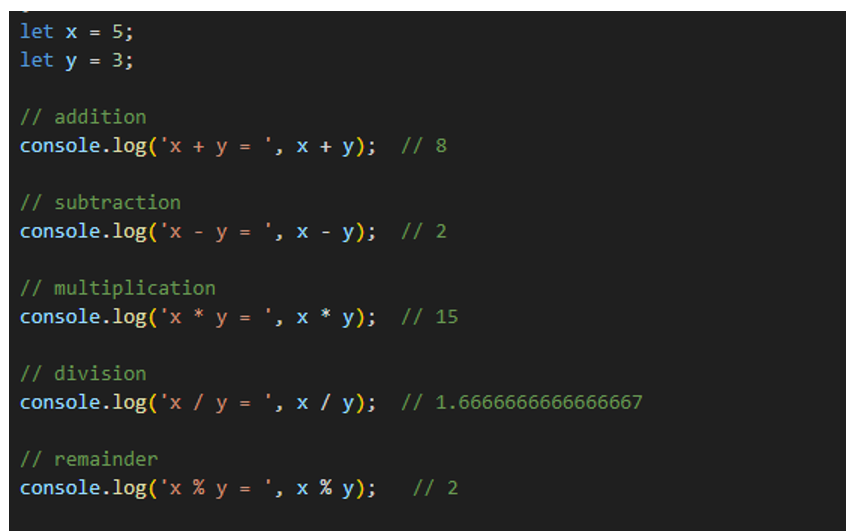 let x = 5;
let y = 3;
// addition
console.log('x + y = ', x + y);  // 8
// subtraction
console.log('x - y = ', x - y);  // 2
// multiplication
console.log('x * y = ', x * y);  // 15
// division
console.log('x / y = ', x / y);  // 1.6666666666666667
// remainder
console.log('x % y = ', x % y);   // 2